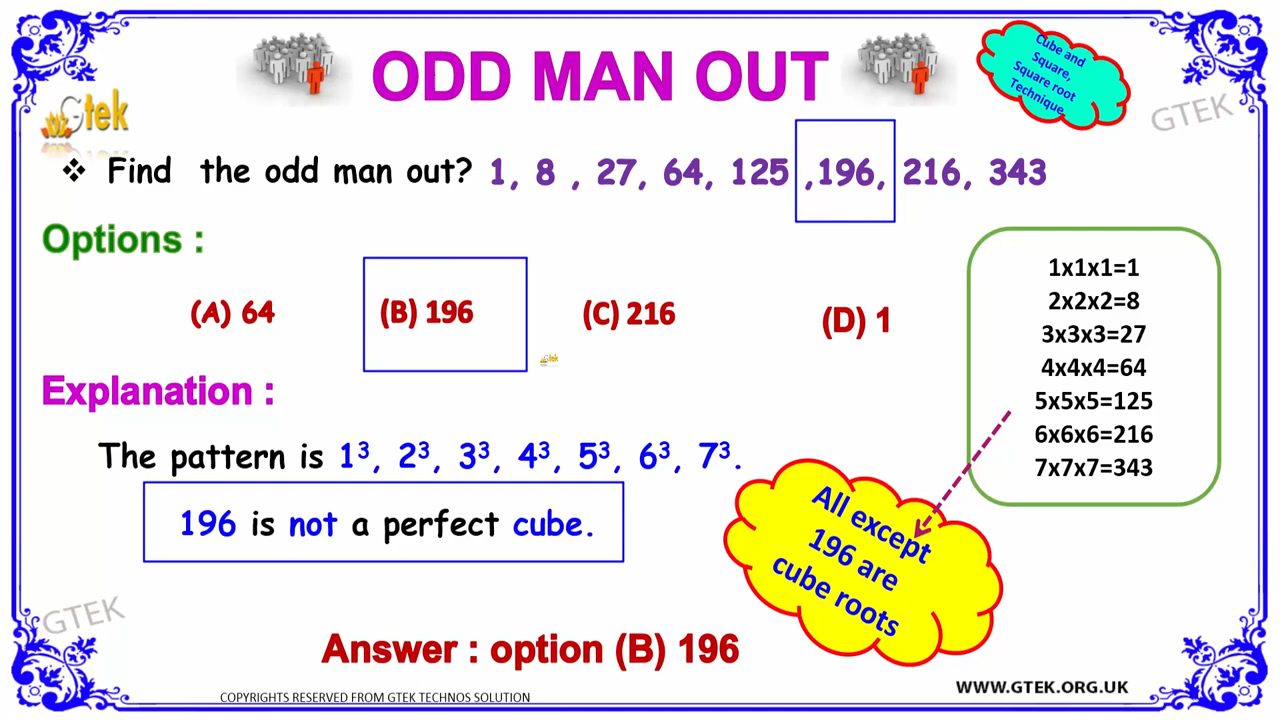 ODD MAN OUT
Cube and
Square,
Square root
Technique
Gtek
GTEK
❖ Find the odd man out? 1, 8 , 27, 64, 125 ,196, 216, 343
Options :
(A) 64
(B) 196
(C) 216
(D) 1
Gtek
1x1x1=1
2x2x2=8
3x3x3=27
4x4x4=64
5x5x5=125
6x6x6=216
7x7x7=343
Explanation :
The pattern is 1³, 2³, 3³, 4³, 5³, 6³, 7³.
196 is not a perfect cube.
All except
196 are
cube roots
GTEK
Answer : option (B) 196
COPYRIGHTS RESERVED FROM GTEK TECHNOS SOLUTION
WWW.GTEK.ORG.UK